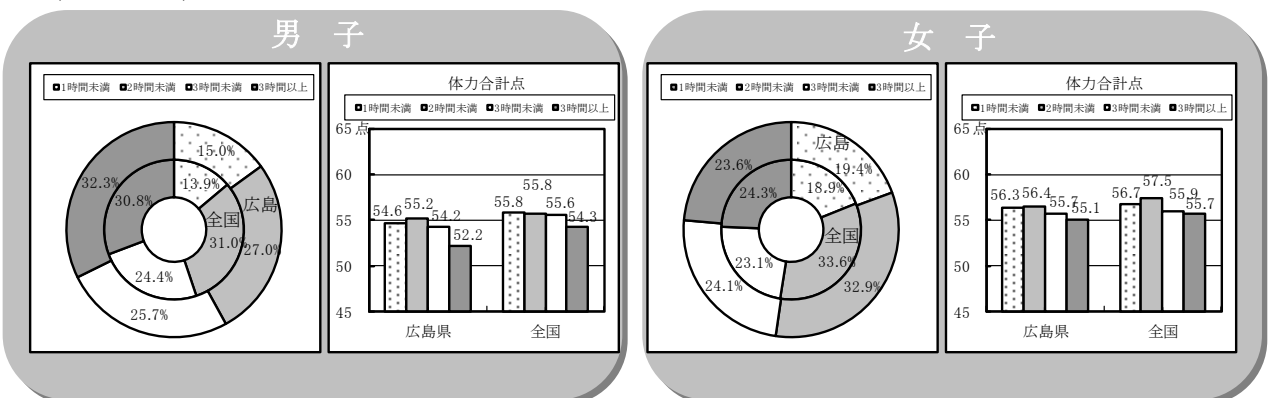 男 子
■1時間未満 ■2時間未満 ■3時間未満 ■3時間以上
15.0%
13.9%
32.3%
30.8%
広島
全国
31.0%
27.0%
24.4%
25.7%
体力合計点
■1時間未満 ■2時間未満 ■3時間未満 ■3時間以上
65 点
60
55
50
45
54.6 55.2 54.2 52.2
55.8 55.8 55.6 54.3
広島県 全国
女 子
■1時間未満 ■2時間未満 ■3時間未満 ■3時間以上
広島
19.4%
18.9%
23.6%
24.3%
全国
33.6%
32.9%
23.1%
24.1%
体力合計点
■1時間未満 ■2時間未満 ■3時間未満 ■3時間以上
65 点
60
55
50
45
56.3 56.4 55.7 55.1
56.7 57.5 55.9 55.7
広島県 全国